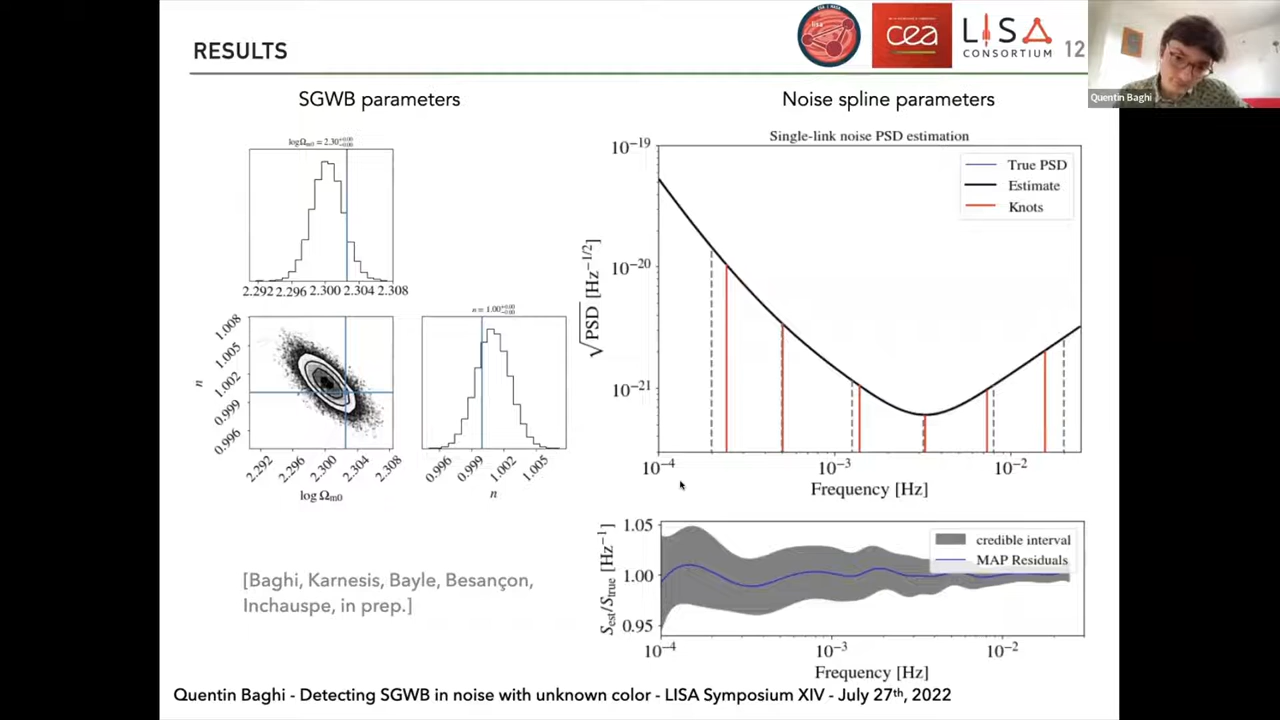 RESULTS
lisa
ESA | NASA
cea
LISA
CONSORTIUM
12
Quentin Baghi
SGWB parameters
Noise spline parameters
log Ω_m0 = 2.30^{+0.00}_{−0.00}
2.292 2.296 2.300 2.304 2.308
n
1.008
1.005
1.002
0.999
0.996
2.292 2.296 2.300 2.304 2.308
log Ω_m0
n = 1.00^{+0.00}_{−0.00}
0.996 0.999 1.002 1.005
n
Single-link noise PSD estimation
√PSD [Hz^{−1/2}]
10^{−19}
10^{−20}
10^{−21}
True PSD
Estimate
Knots
10^{−4} 10^{−3} 10^{−2}
Frequency [Hz]
S_est/S_true [Hz^{−1}]
1.05
1.00
0.95
credible interval
MAP Residuals
10^{−4} 10^{−3} 10^{−2}
Frequency [Hz]
[Baghi, Karnesis, Bayle, Besançon,
Inchauspe, in prep.]
Quentin Baghi - Detecting SGWB in noise with unknown color - LISA Symposium XIV - July 27th, 2022